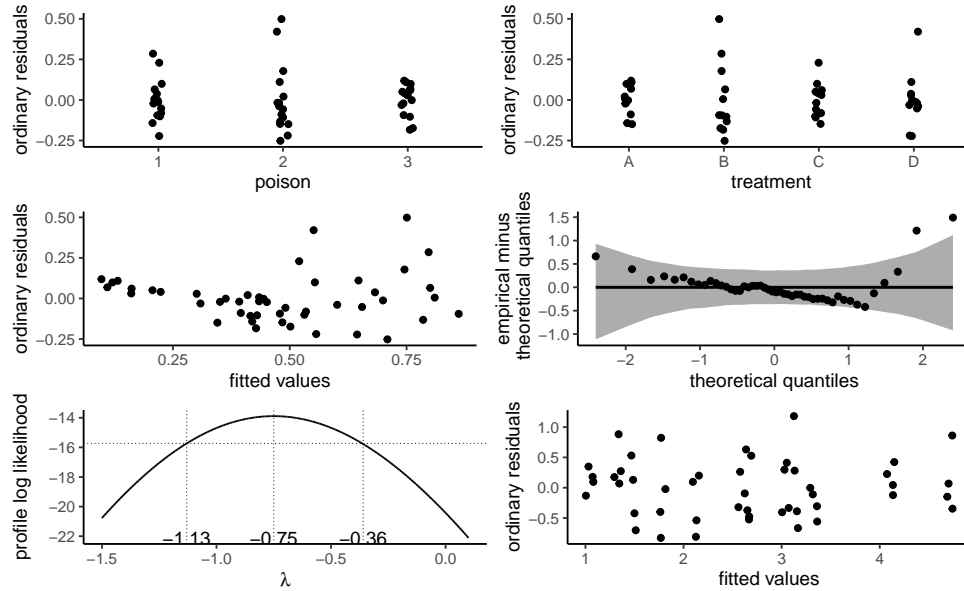 ordinary residuals
0.50
0.25
0.00
−0.25
1 2 3
poison
ordinary residuals
0.50
0.25
0.00
−0.25
A B C D
treatment
ordinary residuals
0.50
0.25
0.00
−0.25
0.25 0.50 0.75
fitted values
empirical minus
theoretical quantiles
1.5
1.0
0.5
0.0
−0.5
−1.0
−2 −1 0 1 2
theoretical quantiles
profile log likelihood
−14
−16
−18
−20
−22
−1.13 −0.75 −0.36
−1.5 −1.0 −0.5 0.0
λ
ordinary residuals
1.0
0.5
0.0
−0.5
1 2 3 4
fitted values